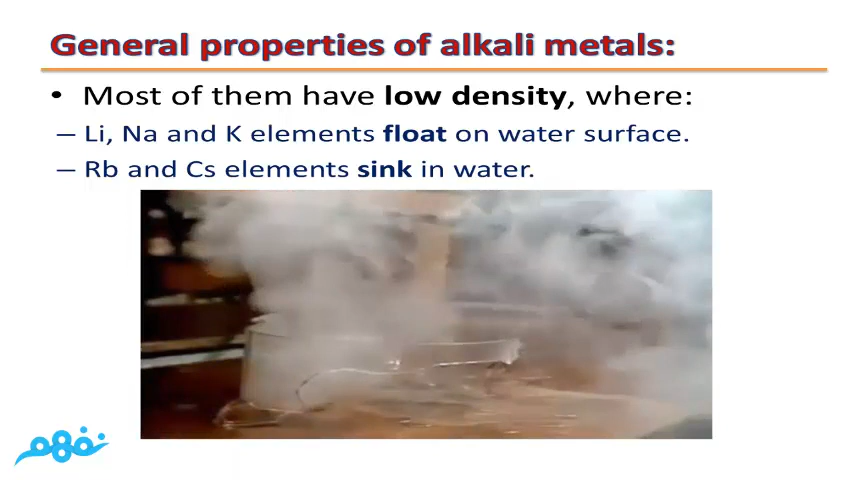 General properties of alkali metals:
• Most of them have low density, where:
– Li, Na and K elements float on water surface.
– Rb and Cs elements sink in water.
نفهم